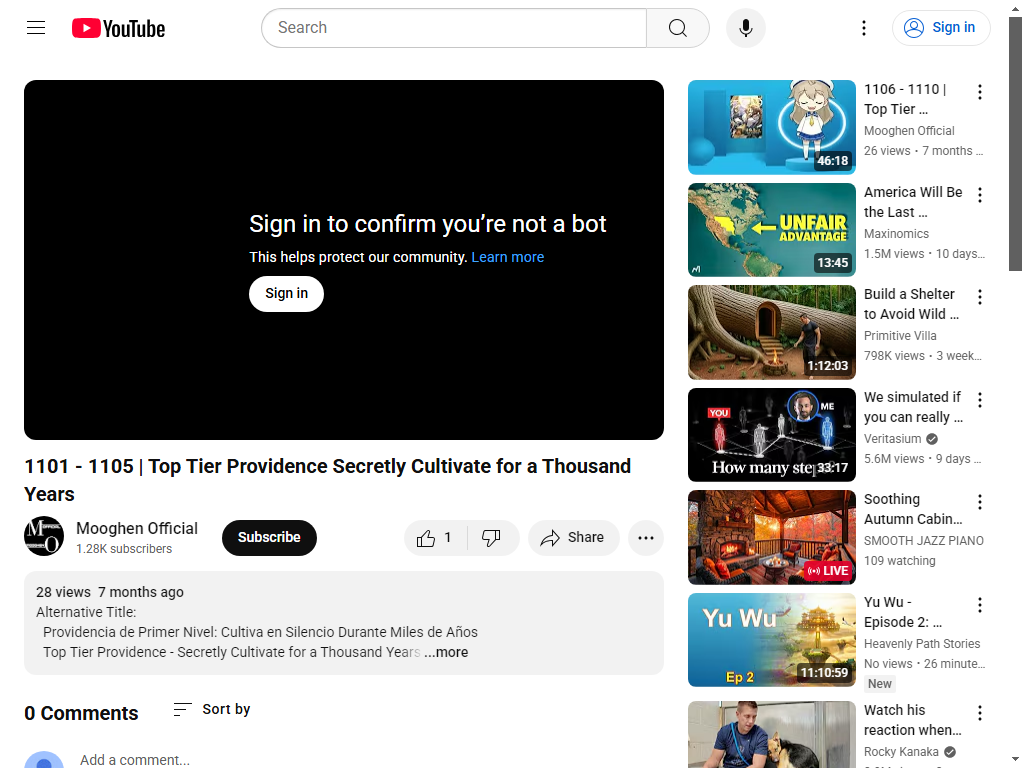 YouTube
Search
Sign in
Sign in to confirm you’re not a bot
This helps protect our community. Learn more
Sign in
1101 - 1105 | Top Tier Providence Secretly Cultivate for a Thousand
Years
Mooghen Official
1.28K subscribers
Subscribe
1
Share
28 views 7 months ago
Alternative Title:
Providencia de Primer Nivel: Cultiva en Silencio Durante Miles de Años
Top Tier Providence - Secretly Cultivate for a Thousand Years ...more
0 Comments
Sort by
Add a comment...
46:18
1106 - 1110 |
Top Tier ...
Mooghen Official
26 views • 7 months ...
UNFAIR
ADVANTAGE
13:45
America Will Be
the Last ...
Maxinomics
1.5M views • 10 days...
1:12:03
Build a Shelter
to Avoid Wild ...
Primitive Villa
798K views • 3 week...
YOU
ME
How many ste
33:17
We simulated if
you can really ...
Veritasium
5.6M views • 9 days ...
LIVE
Soothing
Autumn Cabin...
SMOOTH JAZZ PIANO
109 watching
Yu Wu
Ep 2
11:10:59
Yu Wu -
Episode 2: ...
Heavenly Path Stories
No views • 26 minute...
New
Watch his
reaction when...
Rocky Kanaka